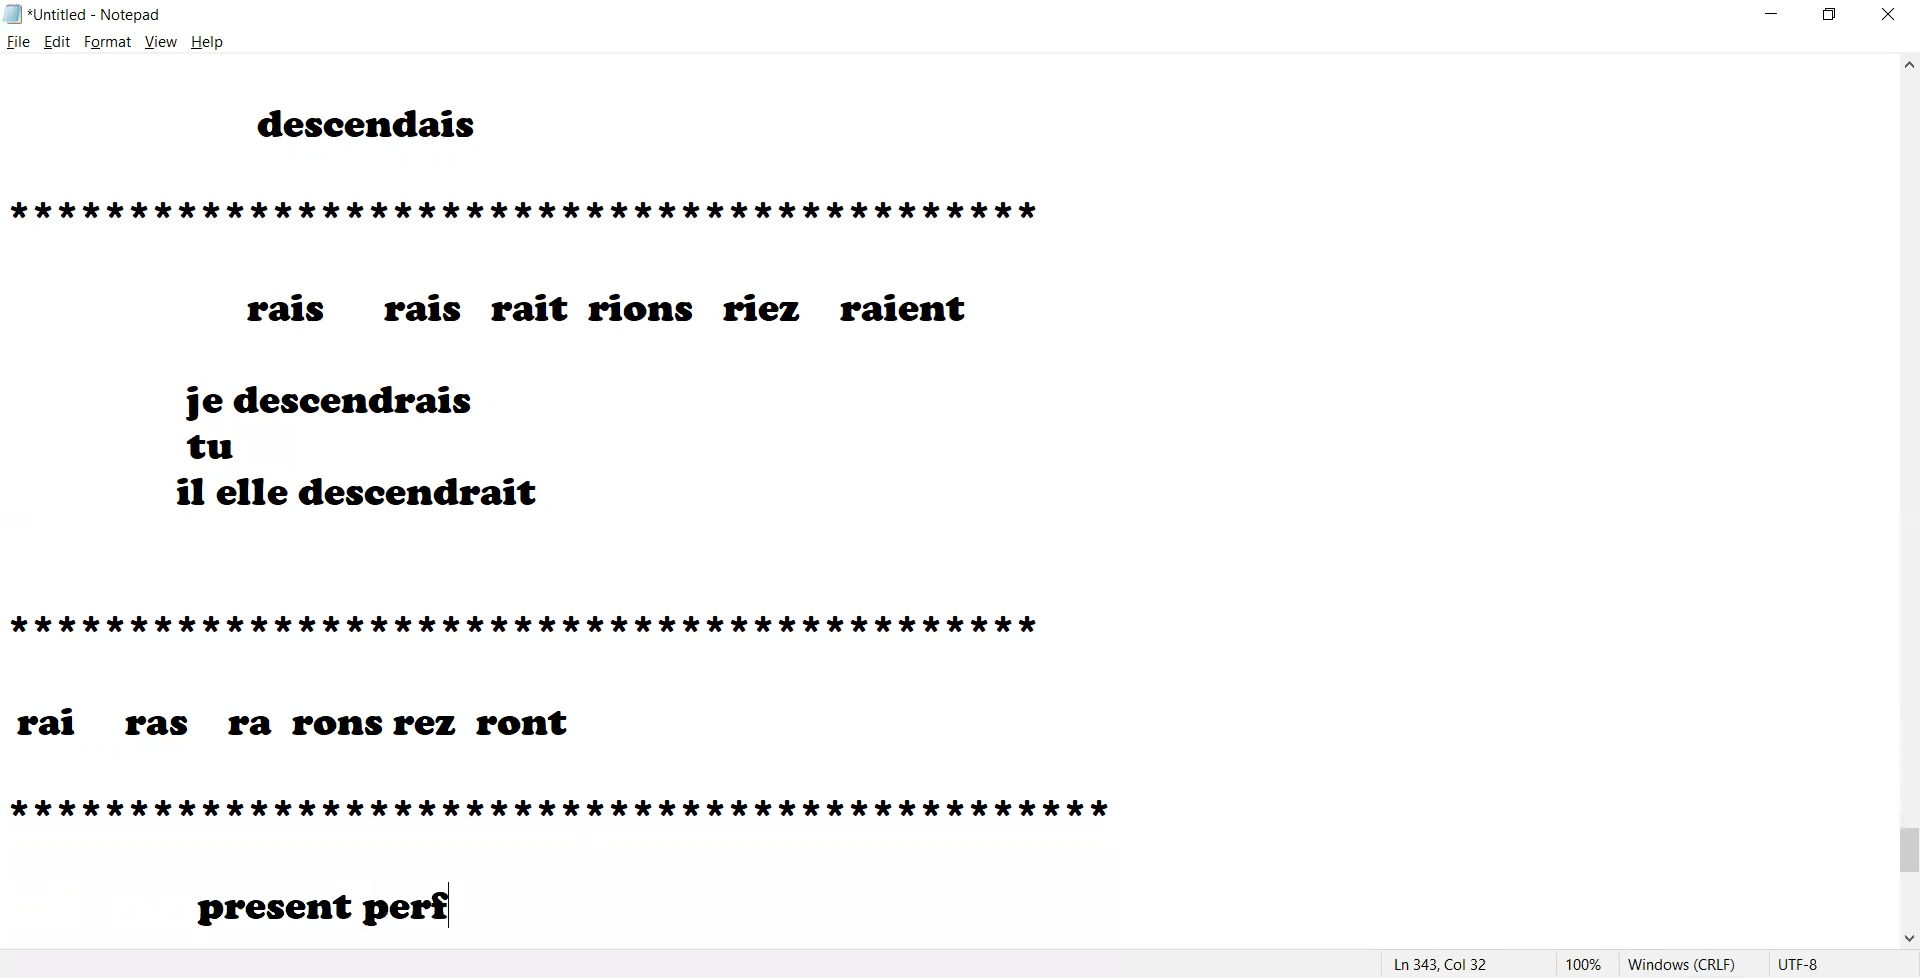 *Untitled - Notepad
File Edit Format View Help
descendais
*******************************************
rais rais rait rions riez raient
je descendrais
tu
il elle descendrait
*******************************************
rai ras ra rons rez ront
**********************************************
present perf
Ln 343, Col 32 100% Windows (CRLF) UTF-8